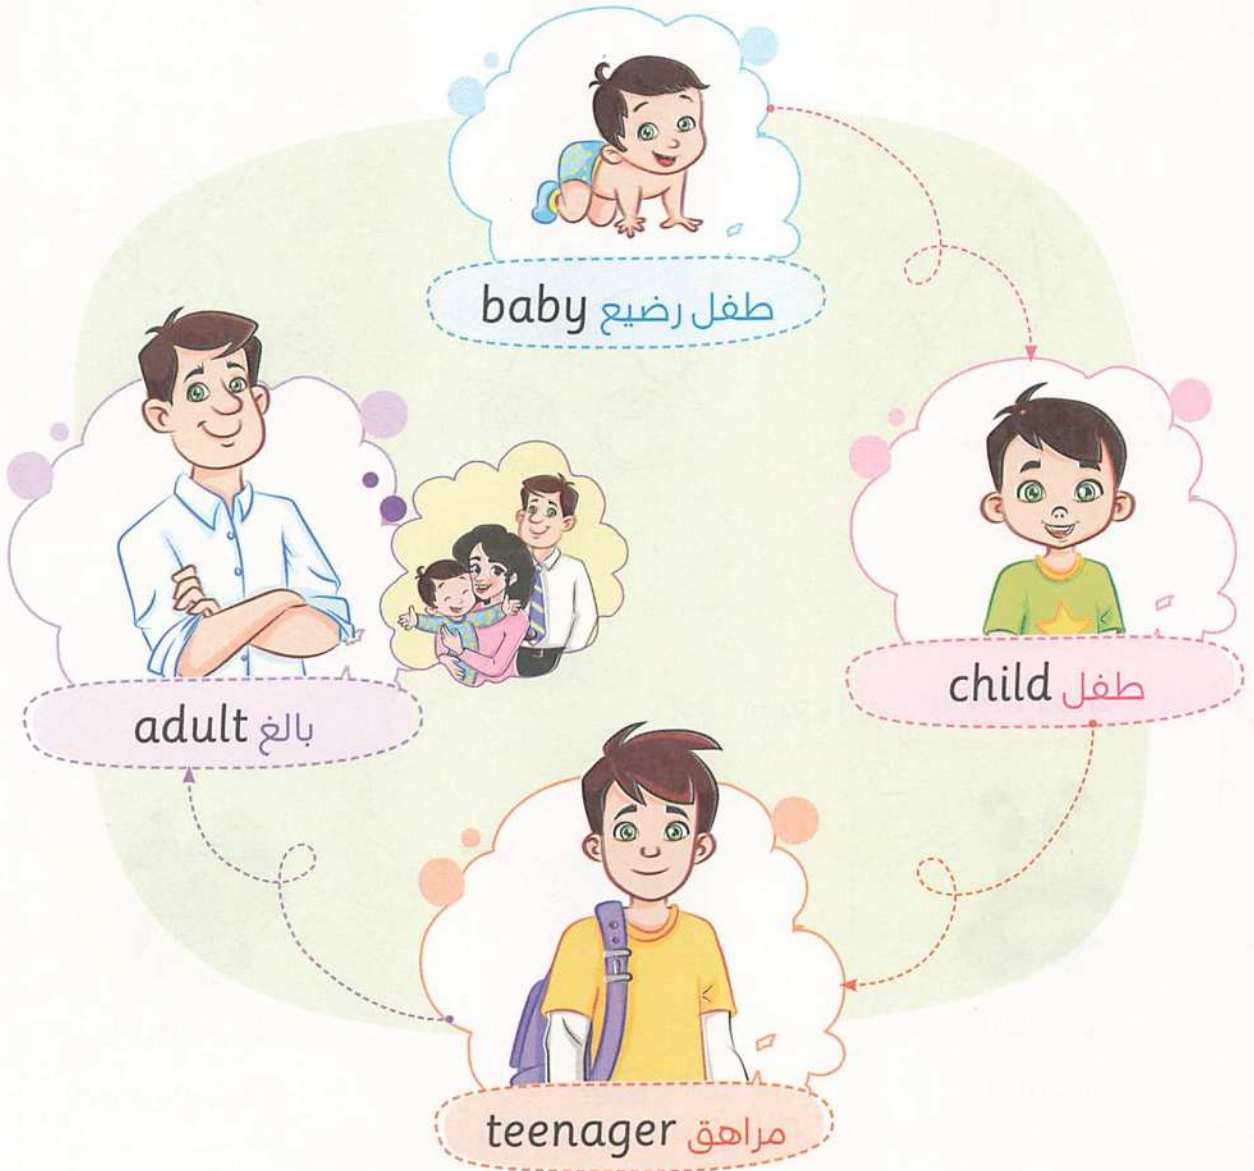 baby طفل رضيع
child طفل
teenager مراهق
adult بالغ